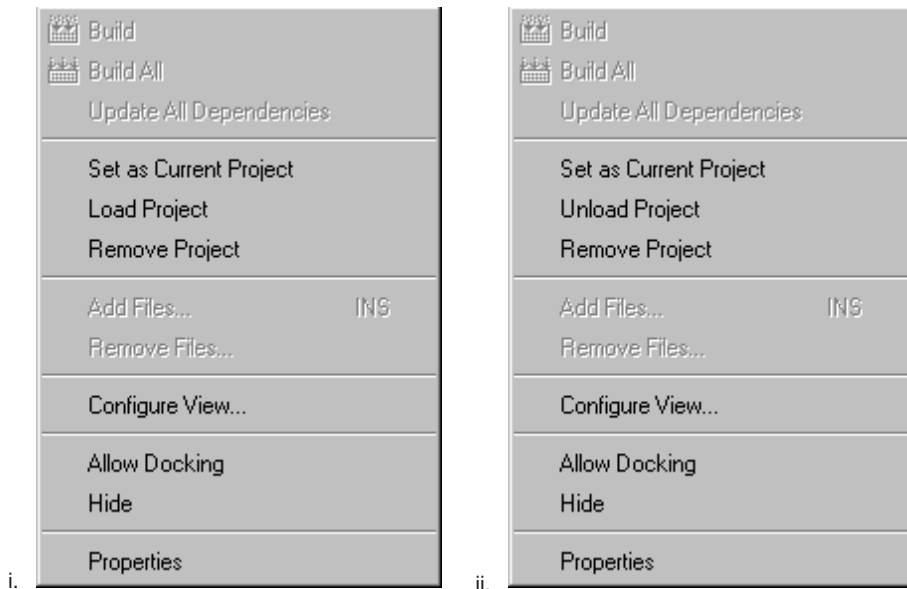 Build
Build All
Update All Dependencies
Set as Current Project
Load Project
Remove Project
Add Files... INS
Remove Files...
Configure View...
Allow Docking
Hide
Properties
i.
Build
Build All
Update All Dependencies
Set as Current Project
Unload Project
Remove Project
Add Files... INS
Remove Files...
Configure View...
Allow Docking
Hide
Properties
ii.